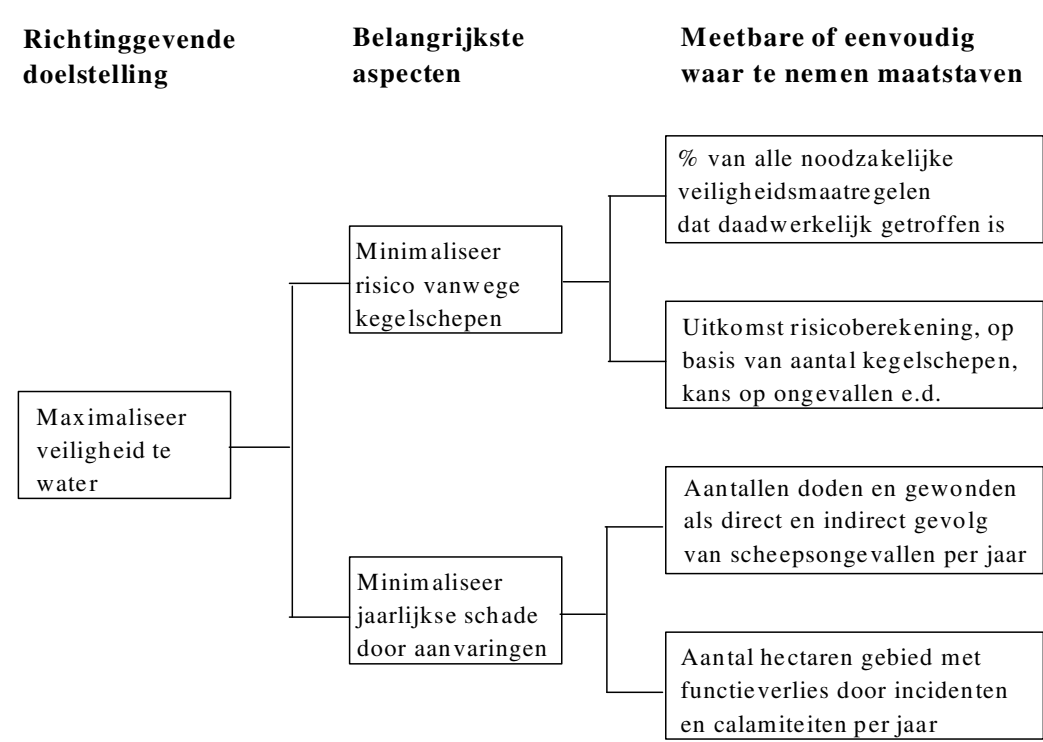 Richtinggevende
doelstelling
Belangrijkste
aspecten
Meetbare of eenvoudig
waar te nemen maatstaven
Maximaliseer
veiligheid te
water
Minimaliseer
risico vanwege
kegelschepen
Minimaliseer
jaarlijkse schade
door aanvaringen
% van alle noodzakelijke
veiligheidsmaatregelen
dat daadwerkelijk getroffen is
Uitkomst risicoberekening, op
basis van aantal kegelschepen,
kans op ongevallen e.d.
Aantallen doden en gewonden
als direct en indirect gevolg
van scheepsongevallen per jaar
Aantal hectaren gebied met
functieverlies door incidenten
en calamiteiten per jaar